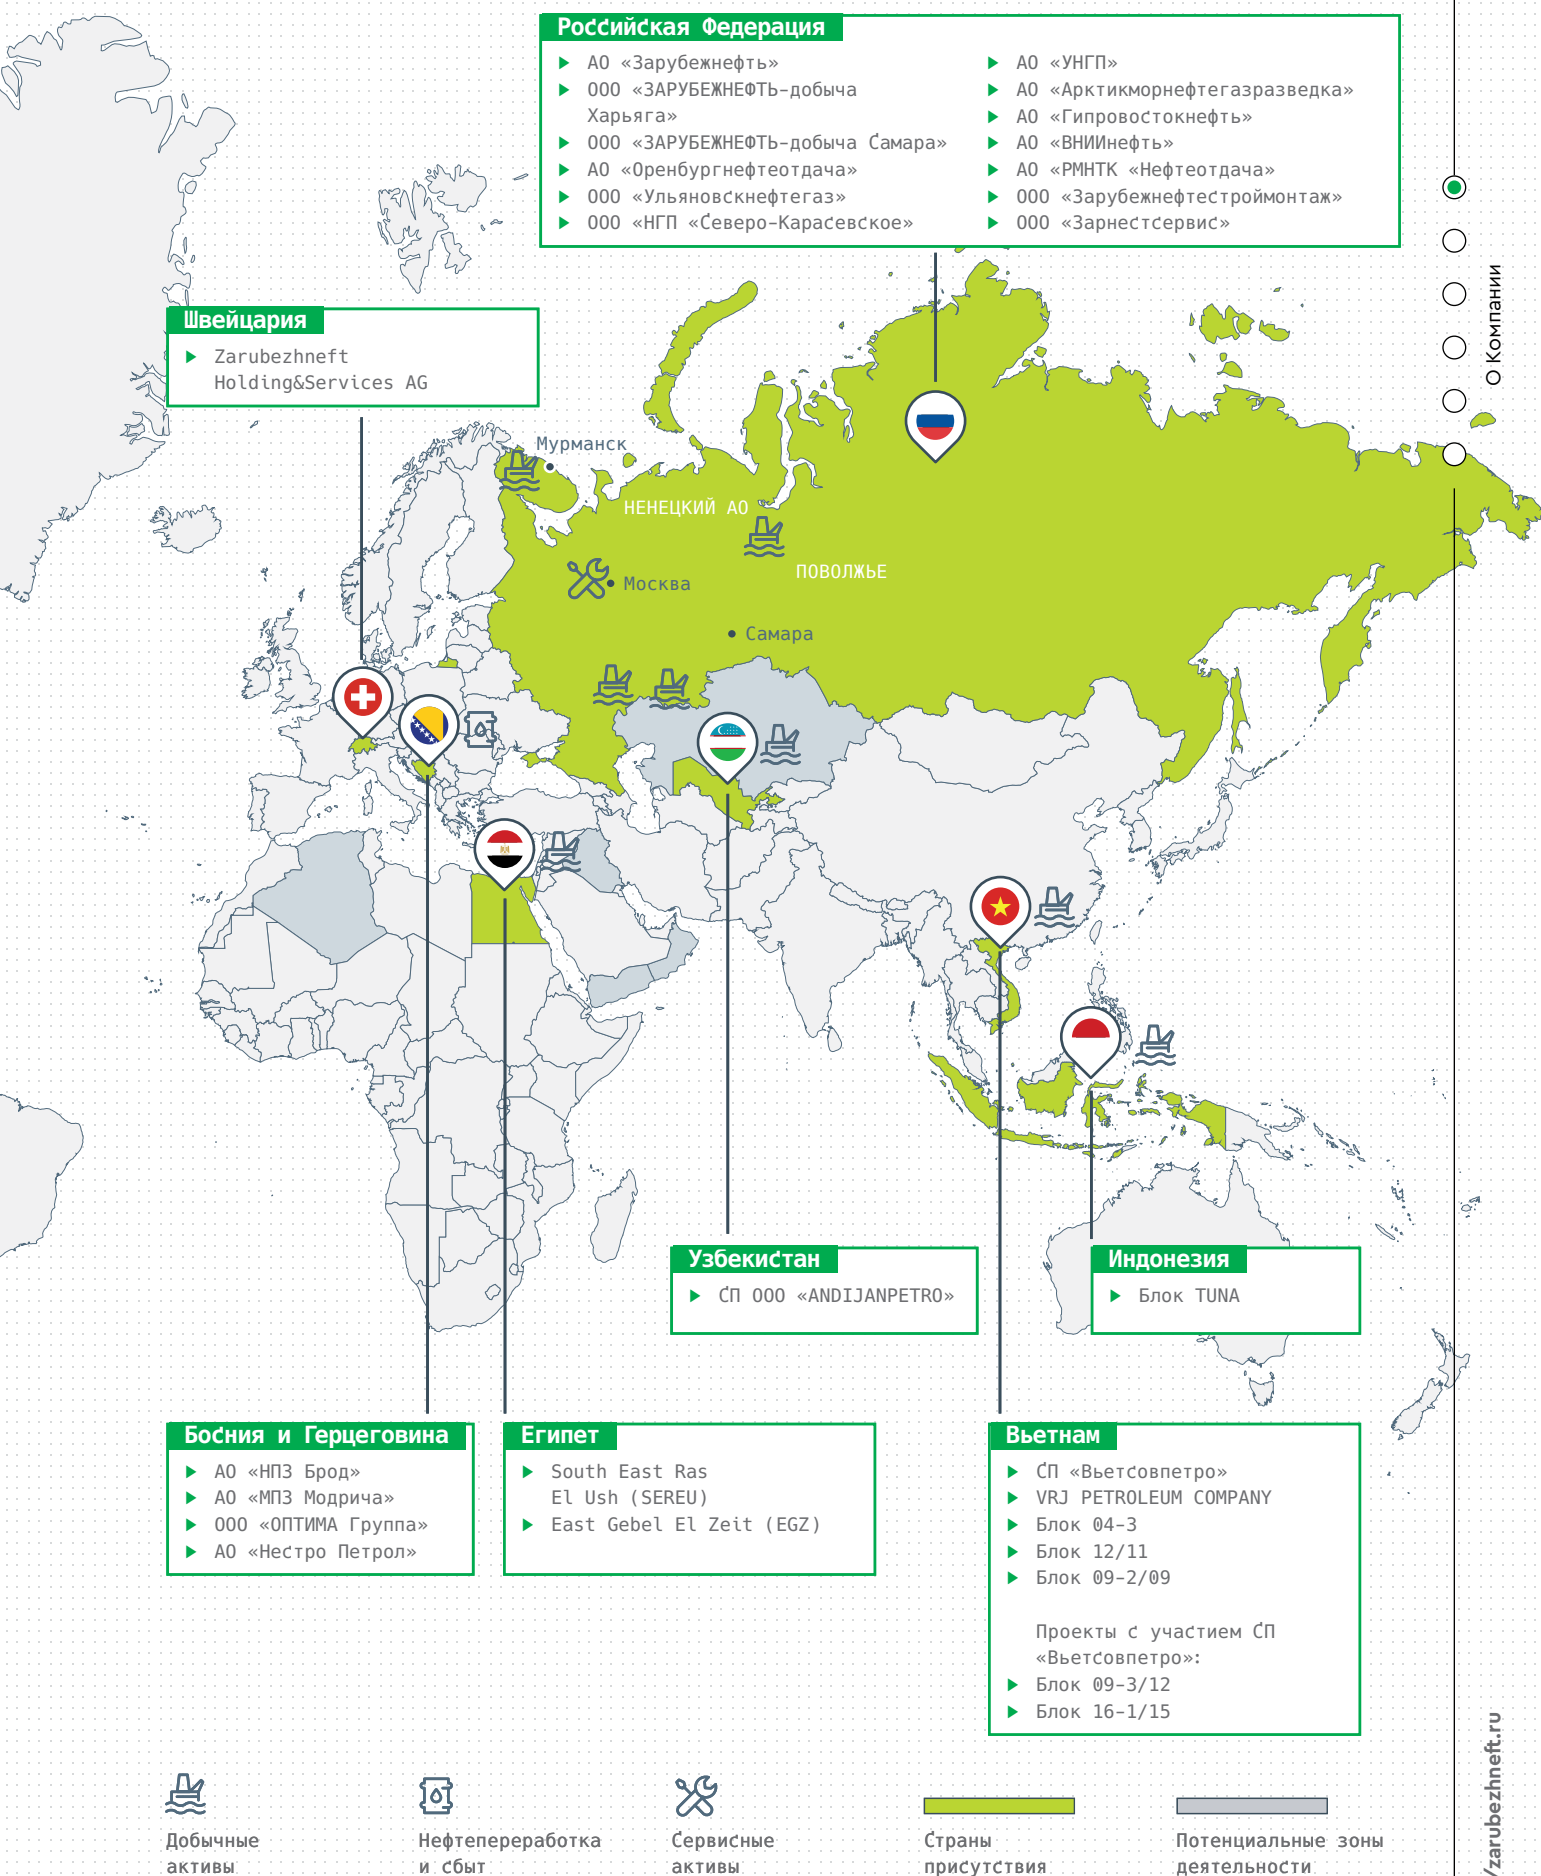 Российская Федерация
АО «Зарубежнефть»
ООО «ЗАРУБЕЖНЕФТЬ-добыча
Харьяга»
ООО «ЗАРУБЕЖНЕФТЬ-добыча Самара»
АО «Оренбургнефтеотдача»
ООО «Ульяновскнефтегаз»
ООО «НГП «Северо-Карасевское»
АО «УНГП»
АО «Арктикморнефтегазразведка»
АО «Гипровостокнефть»
АО «ВНИИнефть»
АО «РМНТК «Нефтеотдача»
ООО «Зарубежнефтестроймонтаж»
ООО «Зарнестсервис»
О Компании
Швейцария
Zarubezhneft
Holding&Services AG
Мурманск
НЕНЕЦКИЙ АО
ПОВОЛЖЬЕ
Москва
Самара
Узбекистан
СП ООО «ANDIJANPETRO»
Индонезия
Блок TUNA
Босния и Герцеговина
АО «НПЗ Брод»
АО «МПЗ Модрича»
ООО «ОПТИМА Группа»
АО «Нестро Петрол»
Египет
South East Ras
El Ush (SEREU)
East Gebel El Zeit (EGZ)
Вьетнам
СП «Вьетсовпетро»
VRJ PETROLEUM COMPANY
Блок 04-3
Блок 12/11
Блок 09-2/09
Проекты с участием СП
«Вьетсовпетро»:
Блок 09-3/12
Блок 16-1/15
Добычные
активы
Нефтепереработка
и сбыт
Сервисные
активы
Страны
присутствия
Потенциальные зоны
деятельности
/zarubezhneft.ru